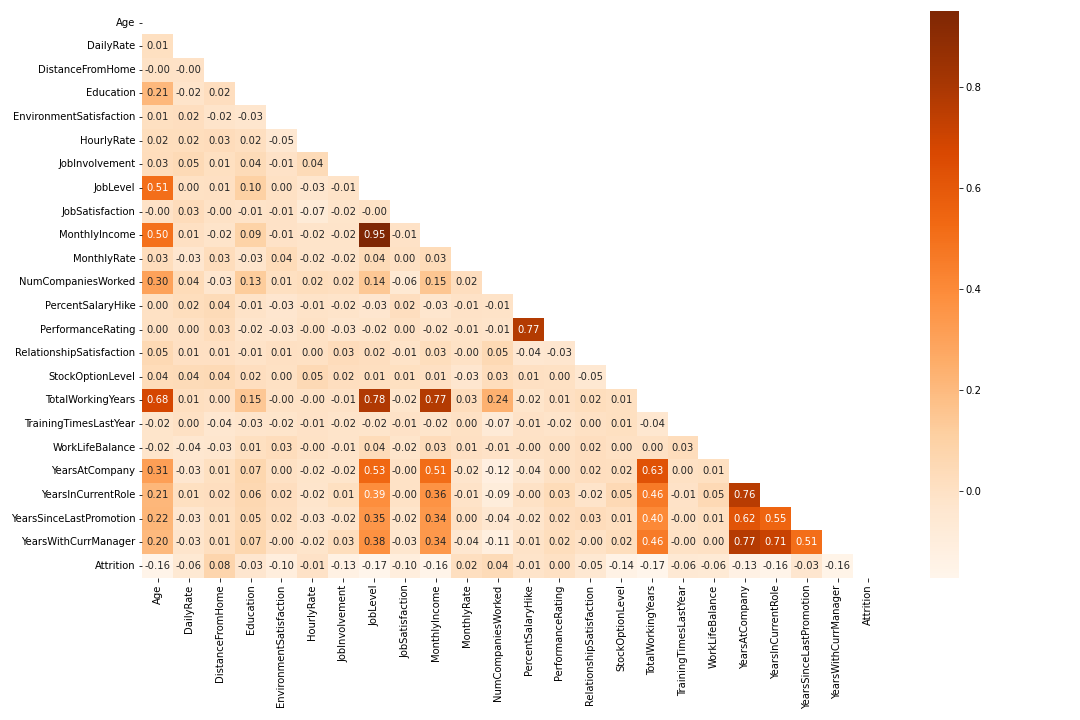 Age
DailyRate 0.01
DistanceFromHome -0.00 -0.00
Education 0.21 -0.02 0.02
EnvironmentSatisfaction 0.01 0.02 -0.02 -0.03
HourlyRate 0.02 0.02 0.03 0.02 -0.05
JobInvolvement 0.03 0.05 0.01 0.04 -0.01 0.04
JobLevel 0.51 0.00 0.01 0.10 0.00 -0.03 -0.01
JobSatisfaction -0.00 0.03 -0.00 -0.01 -0.01 -0.07 -0.02 -0.00
MonthlyIncome 0.50 0.01 -0.02 0.09 -0.01 -0.02 -0.02 0.95 -0.01
MonthlyRate 0.03 -0.03 0.03 -0.03 0.04 -0.02 -0.02 0.04 0.00 0.03
NumCompaniesWorked 0.30 0.04 -0.03 0.13 0.01 0.02 0.02 0.14 -0.06 0.15 0.02
PercentSalaryHike 0.00 0.02 0.04 -0.01 -0.03 -0.01 -0.02 -0.03 0.02 -0.03 -0.01 -0.01
PerformanceRating 0.00 0.00 0.03 -0.02 -0.03 -0.00 -0.03 -0.02 0.00 -0.02 -0.01 -0.01 0.77
RelationshipSatisfaction 0.05 0.01 0.01 -0.01 0.01 0.00 0.03 0.02 -0.01 0.03 -0.00 0.05 -0.04 -0.03
StockOptionLevel 0.04 0.04 0.04 0.02 0.00 0.05 0.02 0.01 0.01 0.01 -0.03 0.03 0.01 0.00 -0.05
TotalWorkingYears 0.68 0.01 0.00 0.15 -0.00 -0.00 -0.01 0.78 -0.02 0.77 0.03 0.24 -0.02 0.01 0.02 0.01
TrainingTimesLastYear -0.02 0.00 -0.04 -0.03 -0.02 -0.01 -0.02 -0.02 -0.01 -0.02 0.00 -0.07 -0.01 -0.02 0.00 0.01 -0.04
WorkLifeBalance -0.02 -0.04 -0.03 0.01 0.03 -0.00 -0.01 0.04 -0.02 0.03 0.01 -0.01 -0.00 0.00 0.02 0.00 0.00 0.03
YearsAtCompany 0.31 -0.03 0.01 0.07 0.00 -0.02 -0.02 0.53 -0.00 0.51 -0.02 -0.12 -0.04 0.00 0.02 0.02 0.63 0.00 0.01
YearsInCurrentRole 0.21 0.01 0.02 0.06 0.02 -0.02 0.01 0.39 -0.00 0.36 -0.01 -0.09 -0.00 0.03 -0.02 0.05 0.46 -0.01 0.05 0.76
YearsSinceLastPromotion 0.22 -0.03 0.01 0.05 0.02 -0.03 -0.02 0.35 -0.02 0.34 0.00 -0.04 -0.02 0.02 0.03 0.01 0.40 -0.00 0.01 0.62 0.55
YearsWithCurrManager 0.20 -0.03 0.01 0.07 -0.00 -0.02 0.03 0.38 -0.03 0.34 -0.04 -0.11 -0.01 0.02 -0.00 0.02 0.46 -0.00 0.00 0.77 0.71 0.51
Attrition -0.16 -0.06 0.08 -0.03 -0.10 -0.01 -0.13 -0.17 -0.10 -0.16 0.02 0.04 -0.01 0.00 -0.05 -0.14 -0.17 -0.06 -0.06 -0.13 -0.16 -0.03 -0.16
Age
DailyRate
DistanceFromHome
Education
EnvironmentSatisfaction
HourlyRate
JobInvolvement
JobLevel
JobSatisfaction
MonthlyIncome
MonthlyRate
NumCompaniesWorked
PercentSalaryHike
PerformanceRating
RelationshipSatisfaction
StockOptionLevel
TotalWorkingYears
TrainingTimesLastYear
WorkLifeBalance
YearsAtCompany
YearsInCurrentRole
YearsSinceLastPromotion
YearsWithCurrManager
Attrition
0.8
0.6
0.4
0.2
0.0